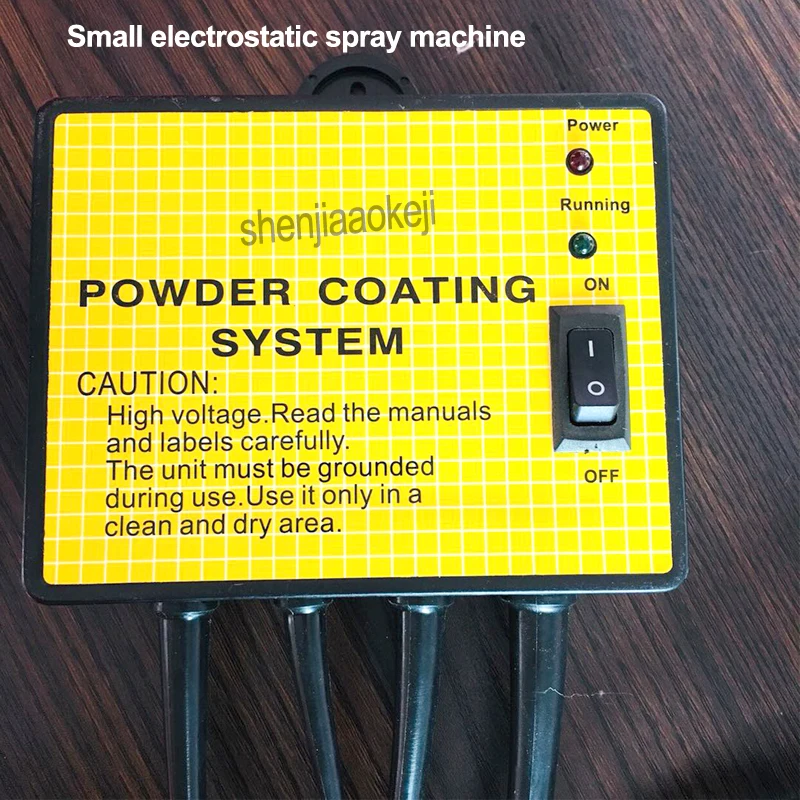 Small electrostatic spray machine
Power
shenjiaaokeji
Running
ON
POWDER COATING
SYSTEM
I
O
CAUTION:
High voltage.Read the manuals
and labels carefully.
The unit must be grounded
during use.Use it only in a
clean and dry area.
OFF